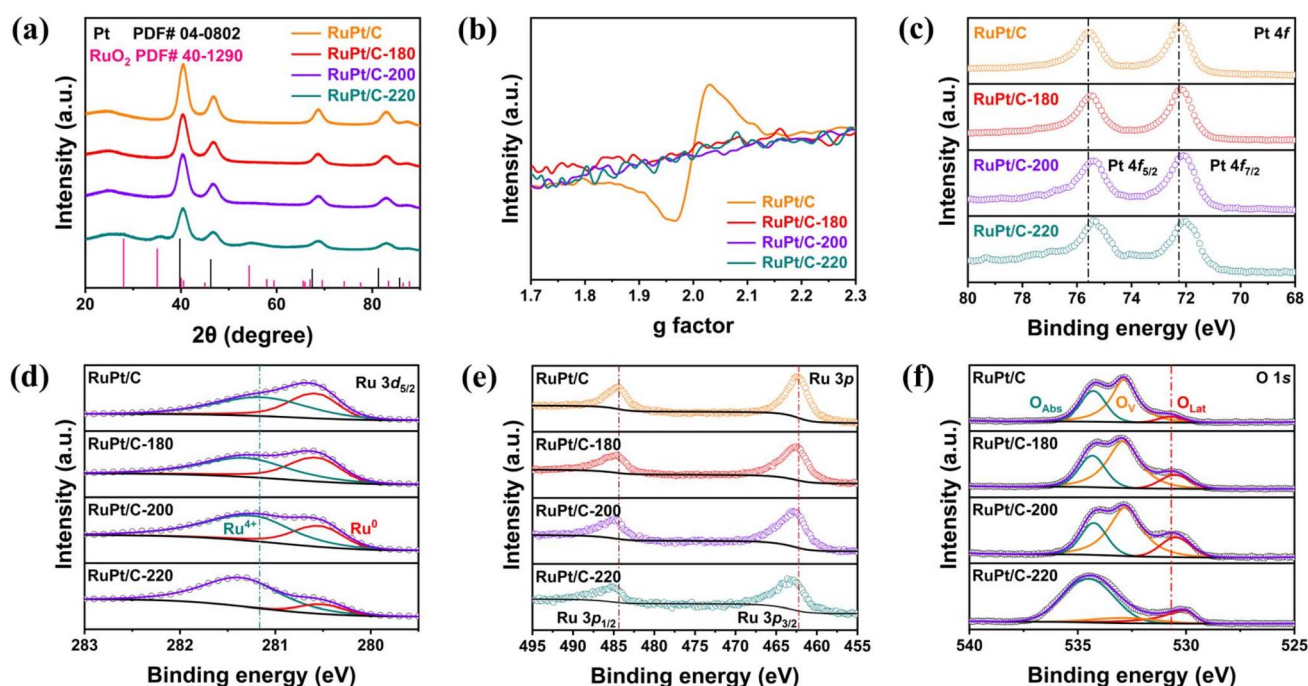 (a)
Pt PDF# 04-0802
RuO2 PDF# 40-1290
RuPt/C
RuPt/C-180
RuPt/C-200
RuPt/C-220
Intensity (a.u.)
20 40 60 80
2θ (degree)
(b)
RuPt/C
RuPt/C-180
RuPt/C-200
RuPt/C-220
Intensity (a.u.)
1.7 1.8 1.9 2.0 2.1 2.2 2.3
g factor
(c)
RuPt/C
Pt 4f
RuPt/C-180
RuPt/C-200
Pt 4f5/2
Pt 4f7/2
RuPt/C-220
Intensity (a.u.)
80 78 76 74 72 70 68
Binding energy (eV)
(d)
RuPt/C
Ru 3d5/2
RuPt/C-180
RuPt/C-200
Ru4+
Ru0
RuPt/C-220
Intensity (a.u.)
283 282 281 280
Binding energy (eV)
(e)
RuPt/C
Ru 3p
RuPt/C-180
RuPt/C-200
RuPt/C-220
Ru 3p1/2
Ru 3p3/2
Intensity (a.u.)
495 490 485 480 475 470 465 460 455
Binding energy (eV)
(f)
RuPt/C
O 1s
OAbs
OV
OLat
RuPt/C-180
RuPt/C-200
RuPt/C-220
Intensity (a.u.)
540 535 530 525
Binding energy (eV)